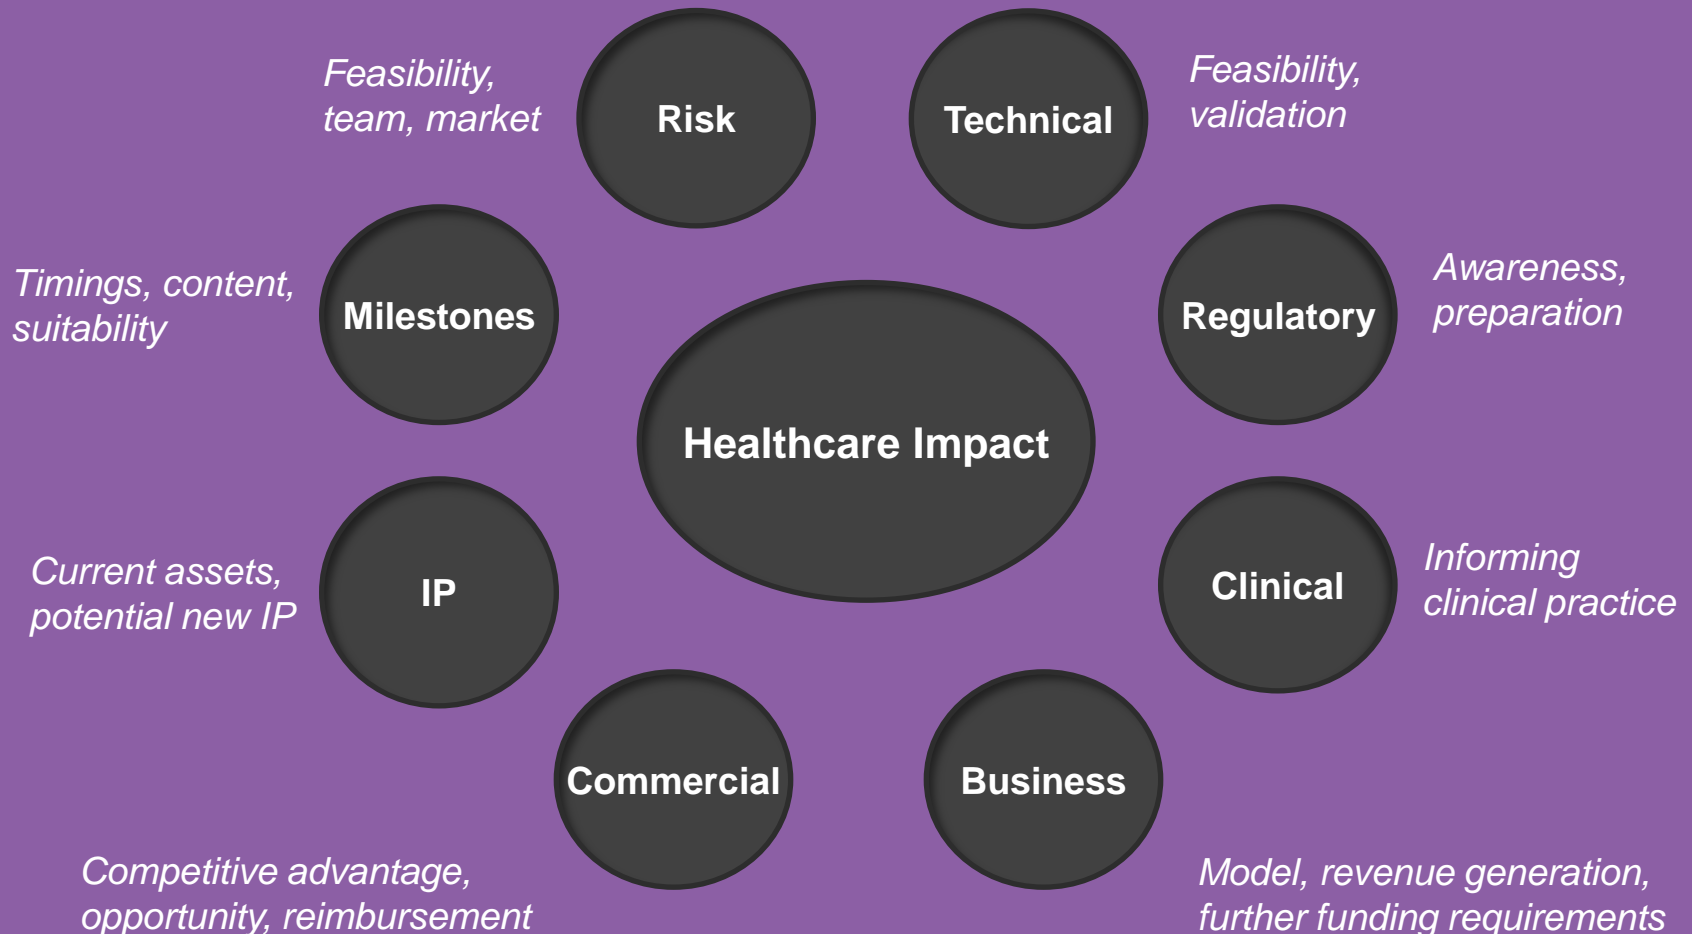 Feasibility,
team, market
Risk
Technical
Feasibility,
validation
Timings, content,
suitability
Milestones
Regulatory
Awareness,
preparation
Healthcare Impact
Current assets,
potential new IP
IP
Clinical
Informing
clinical practice
Commercial
Business
Competitive advantage,
opportunity, reimbursement
Model, revenue generation,
further funding requirements